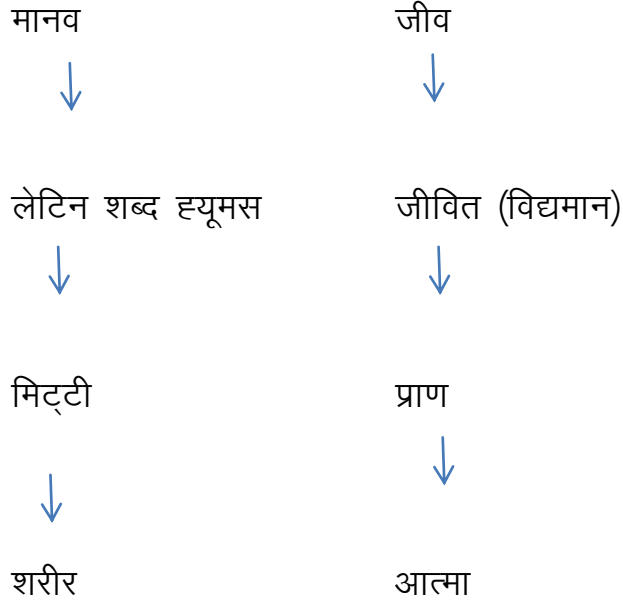 मानव जीव
लेटिन शब्द ह्यूमस जीवित (विद्यमान)
मिट्टी प्राण
शरीर आत्मा